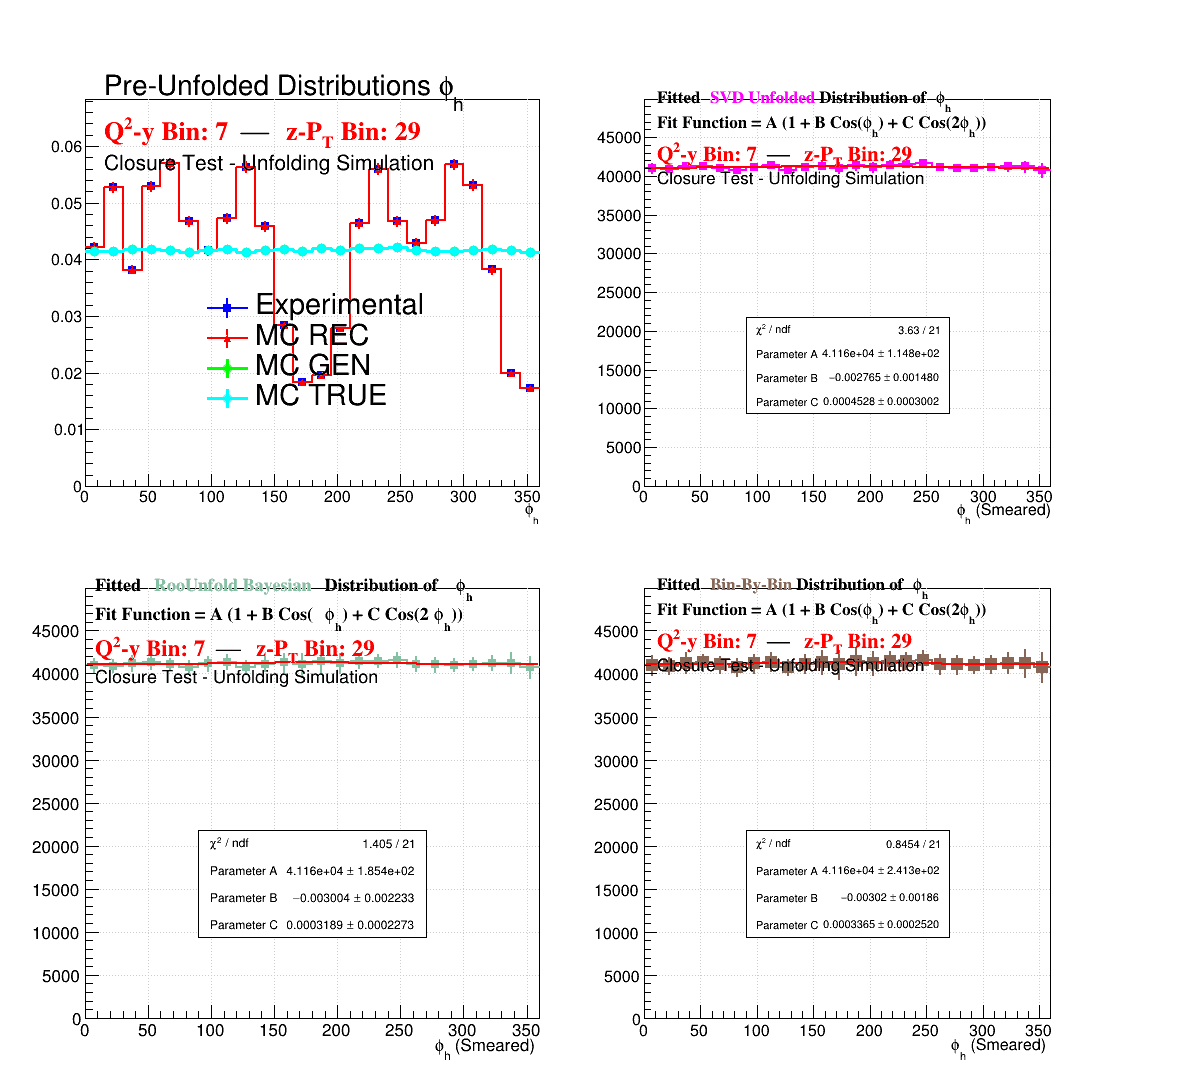 Pre-Unfolded Distributions ϕh
Q²-y Bin: 7 — z-PT Bin: 29
Closure Test - Unfolding Simulation
0.06
0.05
0.04
0.03
0.02
0.01
0
Experimental
MC REC
MC GEN
MC TRUE
0 50 100 150 200 250 300 350
ϕh
Fitted SVD Unfolded Distribution of ϕh
Fit Function = A (1 + B Cos(ϕh) + C Cos(2ϕh))
Q²-y Bin: 7 — z-PT Bin: 29
Closure Test - Unfolding Simulation
45000
40000
35000
30000
25000
20000
15000
10000
5000
0
χ² / ndf 3.63 / 21
Parameter A 4.116e+04 ± 1.148e+02
Parameter B −0.002765 ± 0.001480
Parameter C 0.0004528 ± 0.0003002
0 50 100 150 200 250 300 350
ϕh (Smeared)
Fitted RooUnfold Bayesian Distribution of ϕh
Fit Function = A (1 + B Cos( ϕh) + C Cos(2 ϕh))
Q²-y Bin: 7 — z-PT Bin: 29
Closure Test - Unfolding Simulation
45000
40000
35000
30000
25000
20000
15000
10000
5000
0
χ² / ndf 1.405 / 21
Parameter A 4.116e+04 ± 1.854e+02
Parameter B −0.003004 ± 0.002233
Parameter C 0.0003189 ± 0.0002273
0 50 100 150 200 250 300 350
ϕh (Smeared)
Fitted Bin-By-Bin Distribution of ϕh
Fit Function = A (1 + B Cos(ϕh) + C Cos(2ϕh))
Q²-y Bin: 7 — z-PT Bin: 29
Closure Test - Unfolding Simulation
45000
40000
35000
30000
25000
20000
15000
10000
5000
0
χ² / ndf 0.8454 / 21
Parameter A 4.116e+04 ± 2.413e+02
Parameter B −0.00302 ± 0.00186
Parameter C 0.0003365 ± 0.0002520
0 50 100 150 200 250 300 350
ϕh (Smeared)